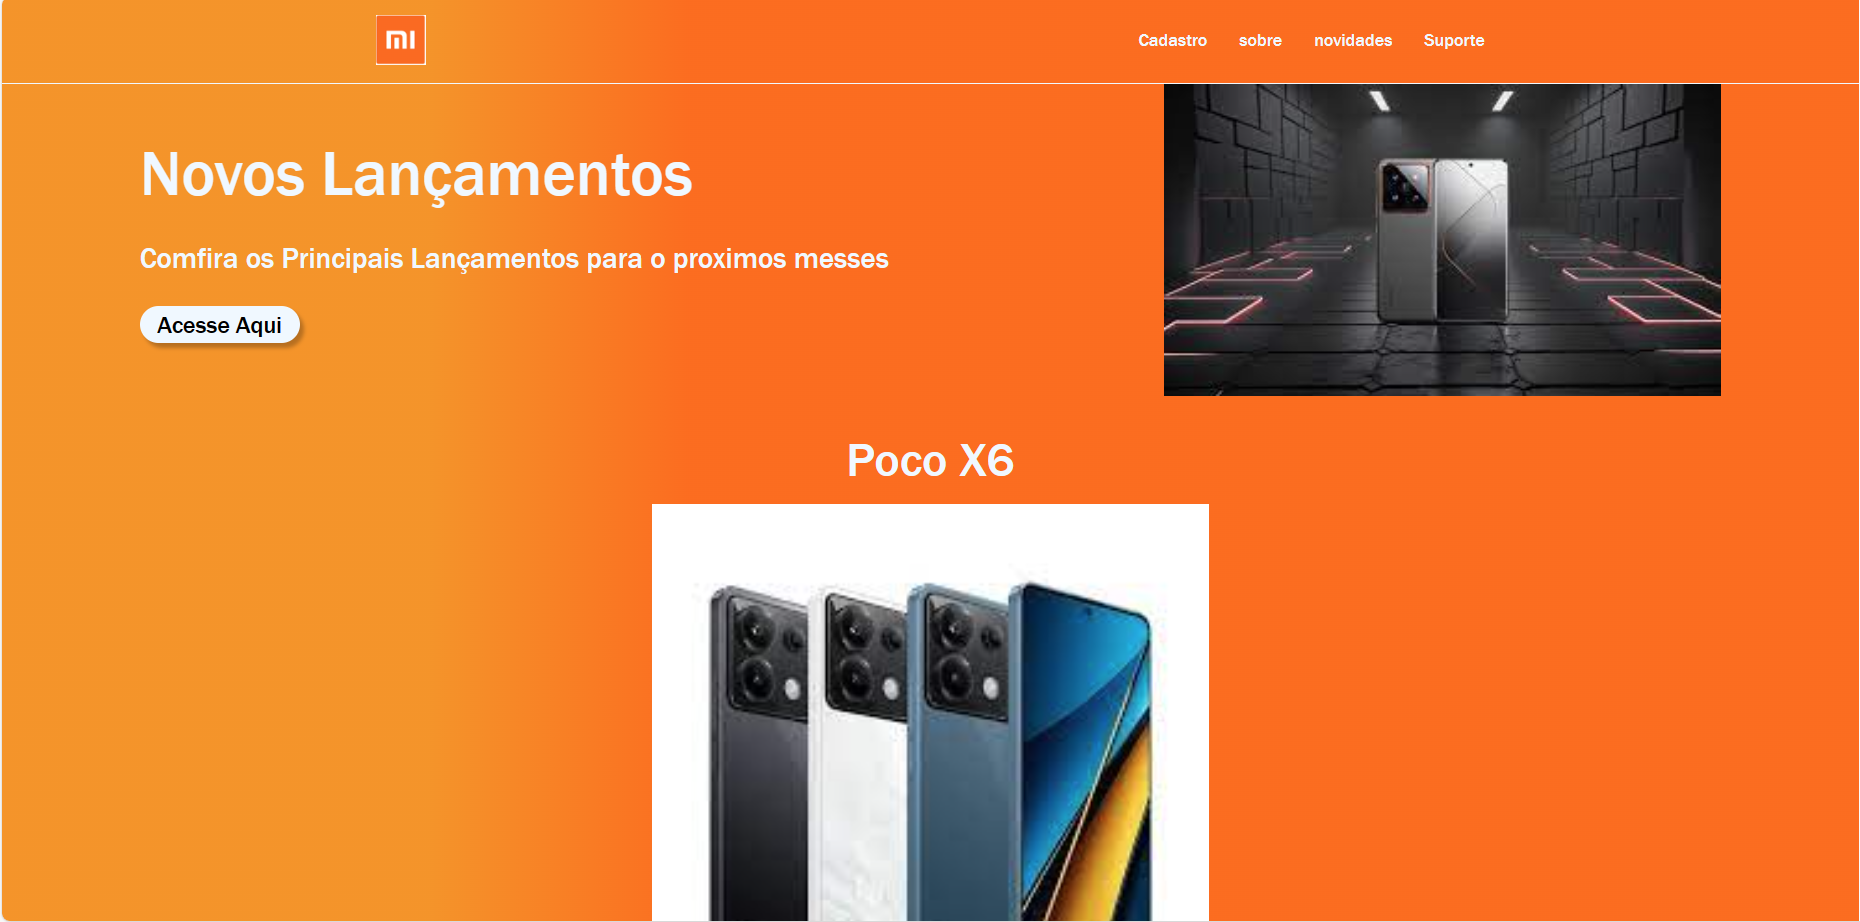 mi
Cadastro sobre novidades Suporte
Novos Lançamentos
Comfira os Principais Lançamentos para o proximos messes
Acesse Aqui
Poco X6